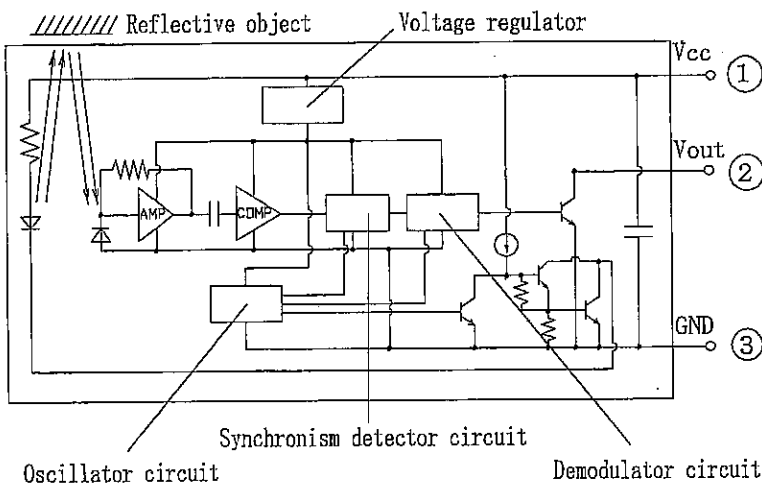 Reflective object
Voltage regulator
Vcc
①
Vout
②
AMP
COMP
GND
③
Synchronism detector circuit
Oscillator circuit
Demodulator circuit